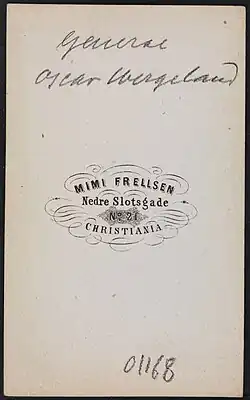 General
Oscar Wergeland
MIMI FRELLSEN
Nedre Slotsgade
No 21
CHRISTIANIA
01168